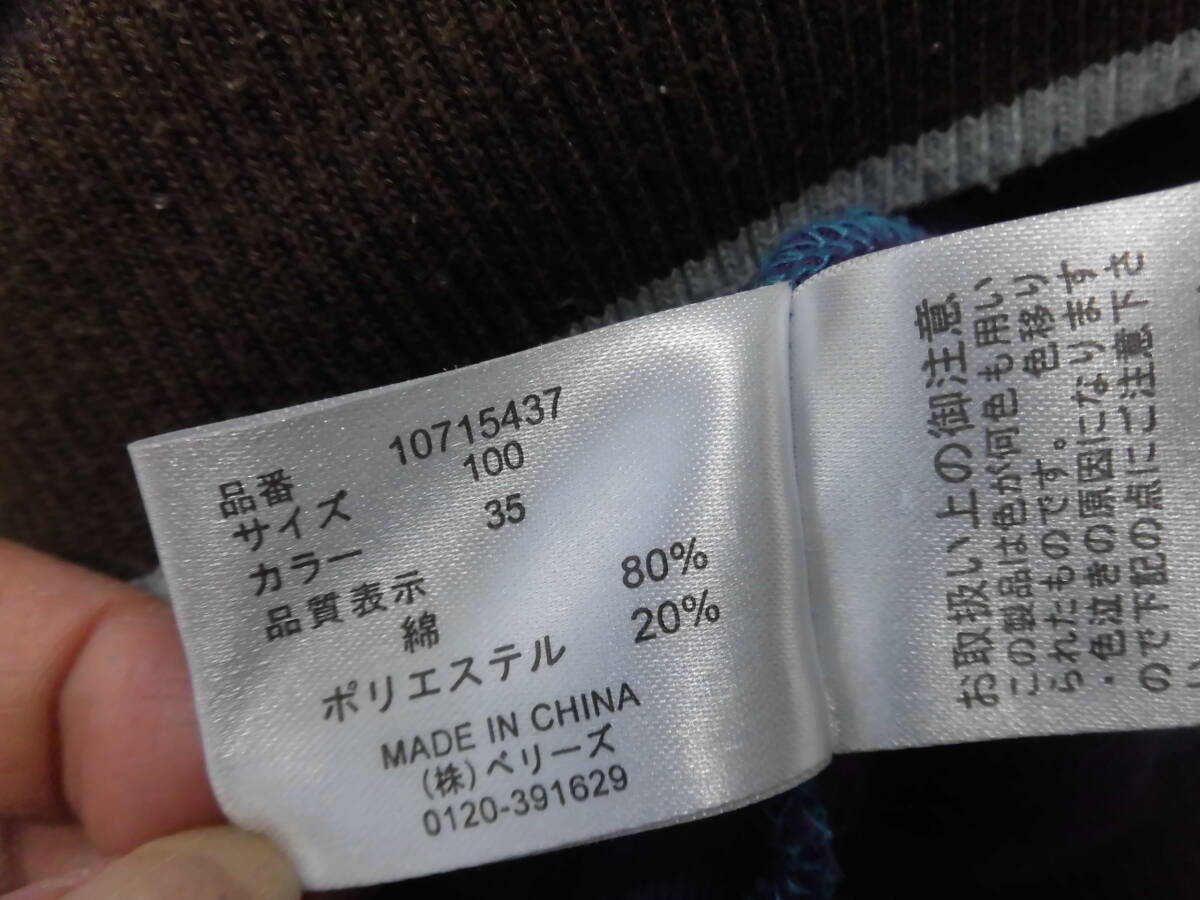 品番 10715437
サイズ 100
カラー 35
品質表示
綿 80%
ポリエステル 20%
MADE IN CHINA
(株)ベリーズ
0120-391629
お取扱い上の御注意
この製品は色が何色も用い
られたものです。 色移り
・色泣きの原因になります
ので下記の点にご注意下さ
い